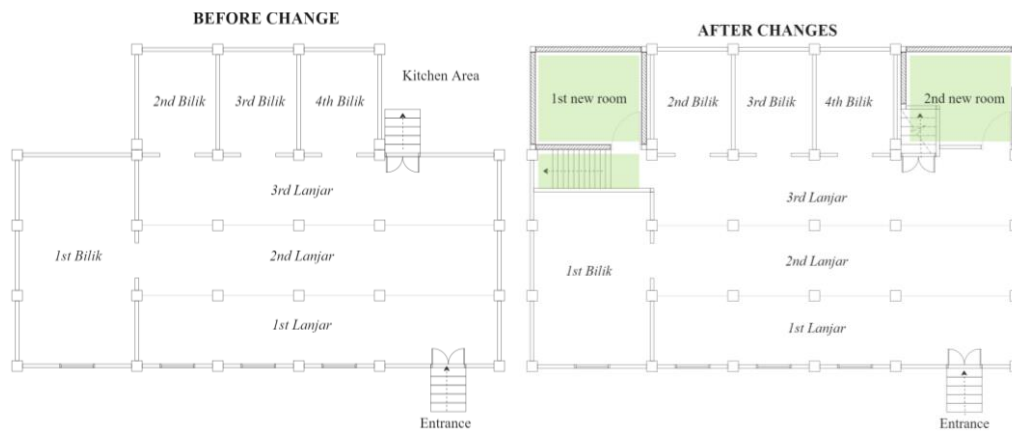 BEFORE CHANGE
Kitchen Area
2nd Bilik
3rd Bilik
4th Bilik
3rd Lanjar
1st Bilik
2nd Lanjar
1st Lanjar
Entrance
AFTER CHANGES
1st new room
2nd Bilik
3rd Bilik
4th Bilik
2nd new room
3rd Lanjar
2nd Lanjar
1st Bilik
1st Lanjar
Entrance